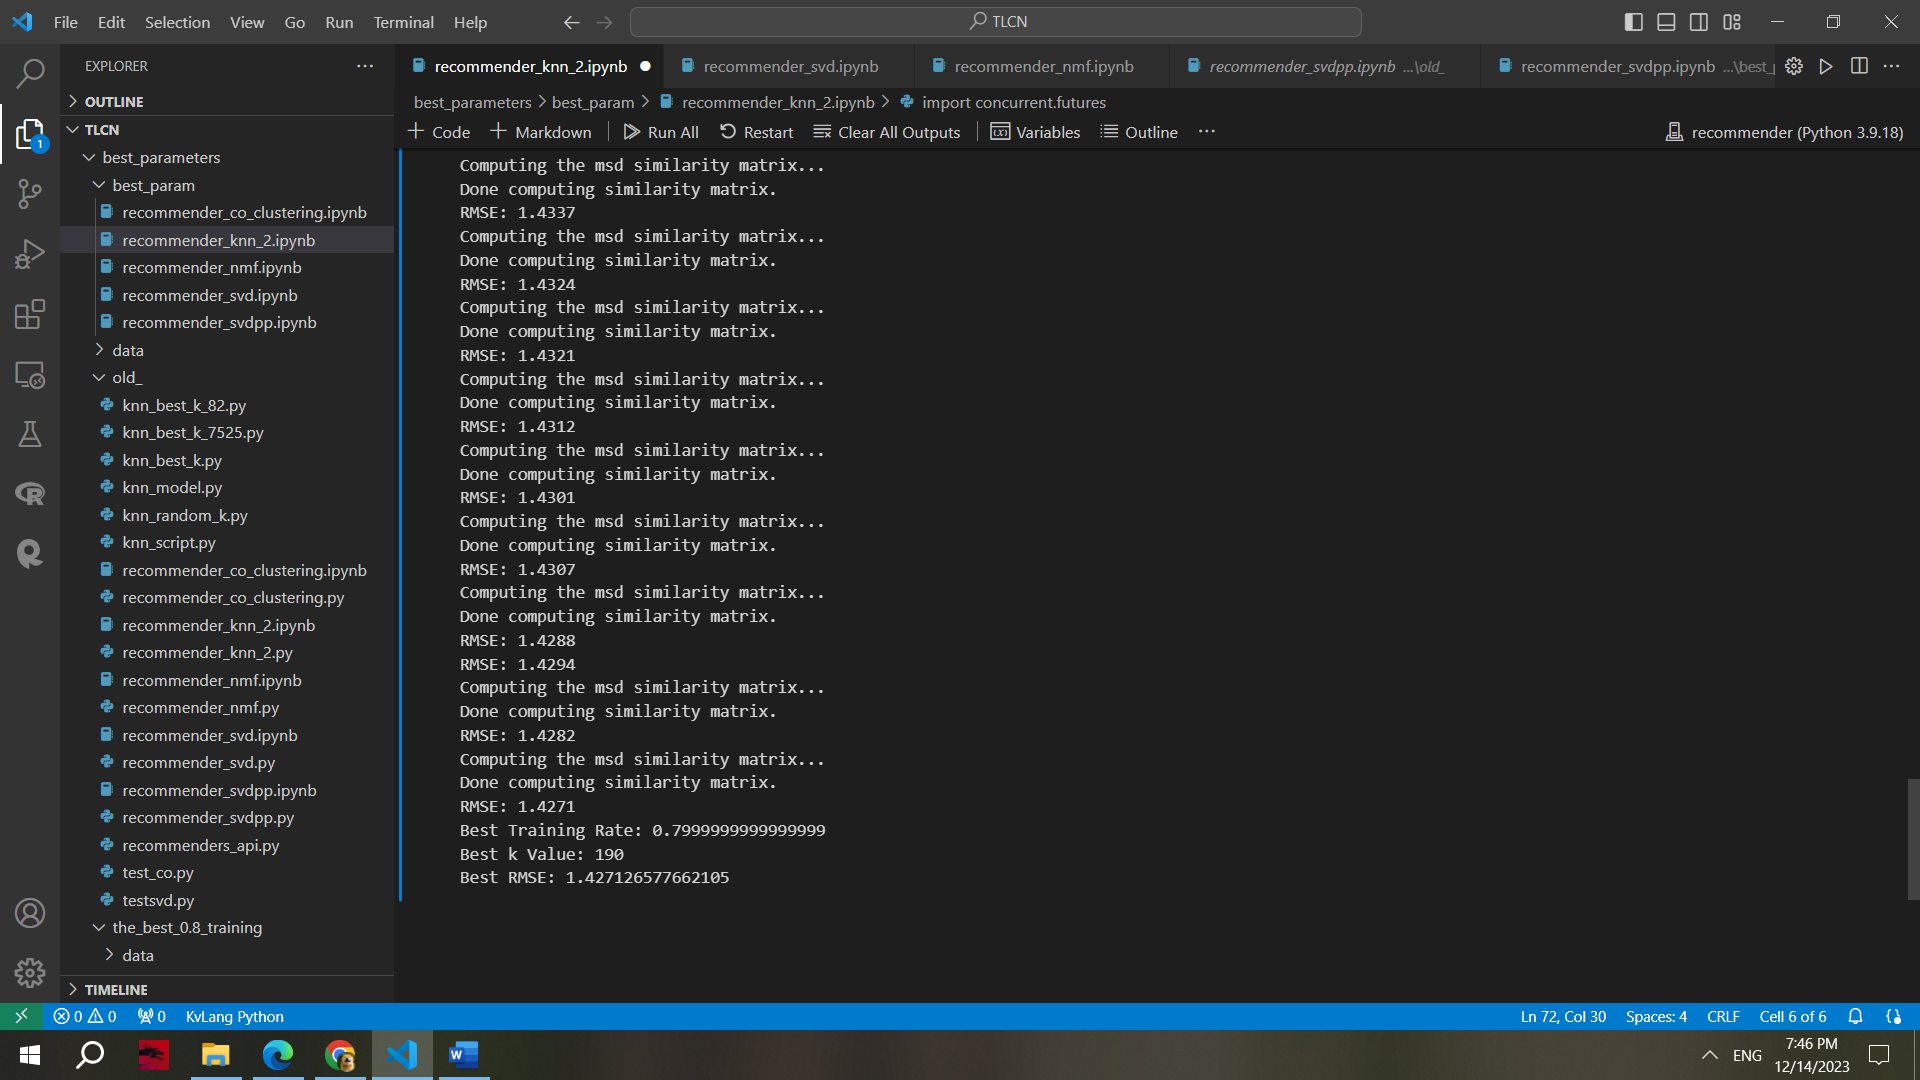 File Edit Selection View Go Run Terminal Help
TLCN
EXPLORER
OUTLINE
TLCN
best_parameters
best_param
recommender_co_clustering.ipynb
recommender_knn_2.ipynb
recommender_nmf.ipynb
recommender_svd.ipynb
recommender_svdpp.ipynb
data
old_
knn_best_k_82.py
knn_best_k_7525.py
knn_best_k.py
knn_model.py
knn_random_k.py
knn_script.py
recommender_co_clustering.ipynb
recommender_co_clustering.py
recommender_knn_2.ipynb
recommender_knn_2.py
recommender_nmf.ipynb
recommender_nmf.py
recommender_svd.ipynb
recommender_svd.py
recommender_svdpp.ipynb
recommender_svdpp.py
recommenders_api.py
test_co.py
testsvd.py
the_best_0.8_training
data
TIMELINE
1
recommender_knn_2.ipynb recommender_svd.ipynb recommender_nmf.ipynb recommender_svdpp.ipynb ...\old_ recommender_svdpp.ipynb ...\best_
best_parameters > best_param > recommender_knn_2.ipynb > import concurrent.futures
+ Code + Markdown Run All Restart Clear All Outputs Variables Outline ... recommender (Python 3.9.18)
Computing the msd similarity matrix...
Done computing similarity matrix.
RMSE: 1.4337
Computing the msd similarity matrix...
Done computing similarity matrix.
RMSE: 1.4324
Computing the msd similarity matrix...
Done computing similarity matrix.
RMSE: 1.4321
Computing the msd similarity matrix...
Done computing similarity matrix.
RMSE: 1.4312
Computing the msd similarity matrix...
Done computing similarity matrix.
RMSE: 1.4301
Computing the msd similarity matrix...
Done computing similarity matrix.
RMSE: 1.4307
Computing the msd similarity matrix...
Done computing similarity matrix.
RMSE: 1.4288
RMSE: 1.4294
Computing the msd similarity matrix...
Done computing similarity matrix.
RMSE: 1.4282
Computing the msd similarity matrix...
Done computing similarity matrix.
RMSE: 1.4271
Best Training Rate: 0.7999999999999999
Best k Value: 190
Best RMSE: 1.427126577662105
0 0 0 KvLang Python Ln 72, Col 30 Spaces: 4 CRLF Cell 6 of 6
ENG
7:46 PM
12/14/2023